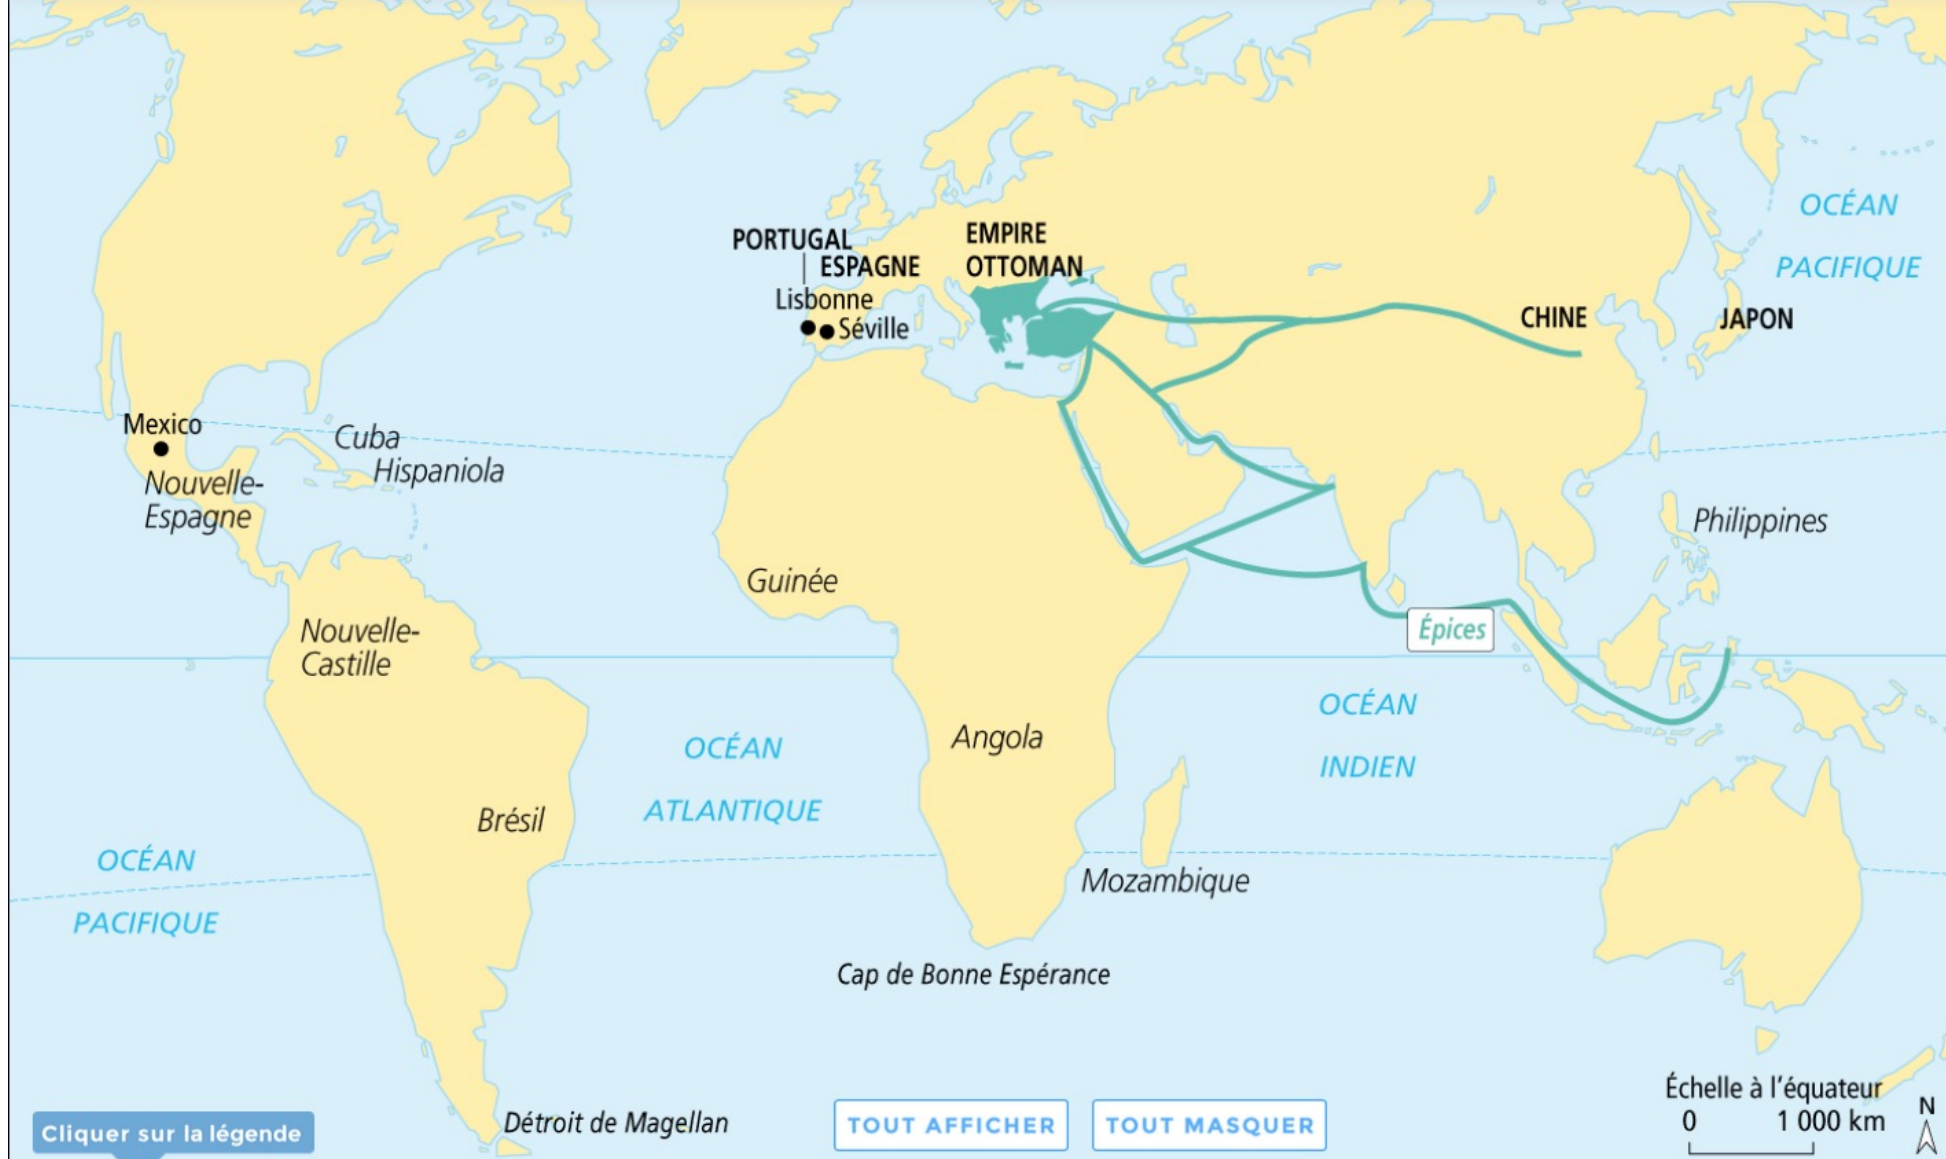 OCÉAN
PACIFIQUE
PORTUGAL
ESPAGNE
EMPIRE
OTTOMAN
Lisbonne
Séville
CHINE
JAPON
Mexico
Cuba
Hispaniola
Nouvelle-
Espagne
Philippines
Guinée
Nouvelle-
Castille
Épices
OCÉAN
INDIEN
Angola
OCÉAN
ATLANTIQUE
Brésil
OCÉAN
PACIFIQUE
Mozambique
Cap de Bonne Espérance
Échelle à l'équateur
0 1 000 km
N
Détroit de Magellan
TOUT AFFICHER
TOUT MASQUER
Cliquer sur la légende